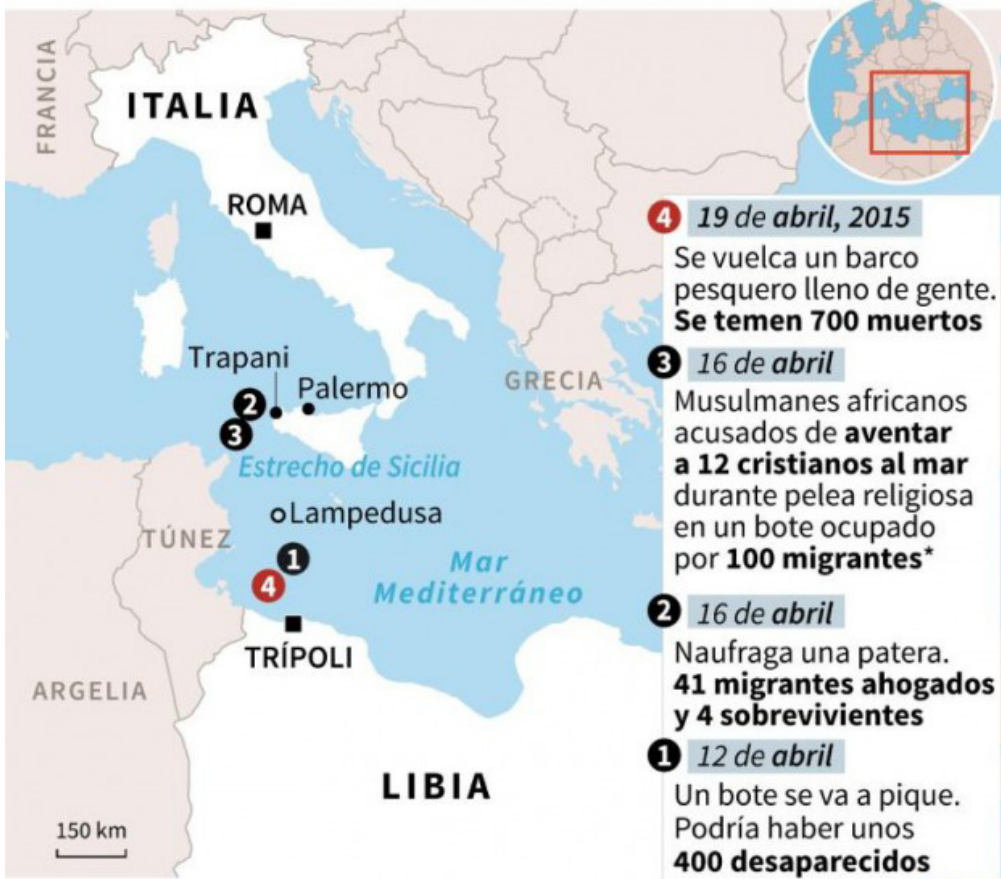 FRANCIA
ITALIA
ROMA
Trapani
Palermo
2
3
Estrecho de Sicilia
GRECIA
Lampedusa
TÚNEZ
1
4
Mar
Mediterráneo
TRÍPOLI
ARGELIA
LIBIA
150 km
4 19 de abril, 2015
Se vuelca un barco
pesquero lleno de gente.
Se temen 700 muertos
3 16 de abril
Musulmanes africanos
acusados de aventar
a 12 cristianos al mar
durante pelea religiosa
en un bote ocupado
por 100 migrantes*
2 16 de abril
Naufraga una patera.
41 migrantes ahogados
y 4 sobrevivientes
1 12 de abril
Un bote se va a pique.
Podría haber unos
400 desaparecidos